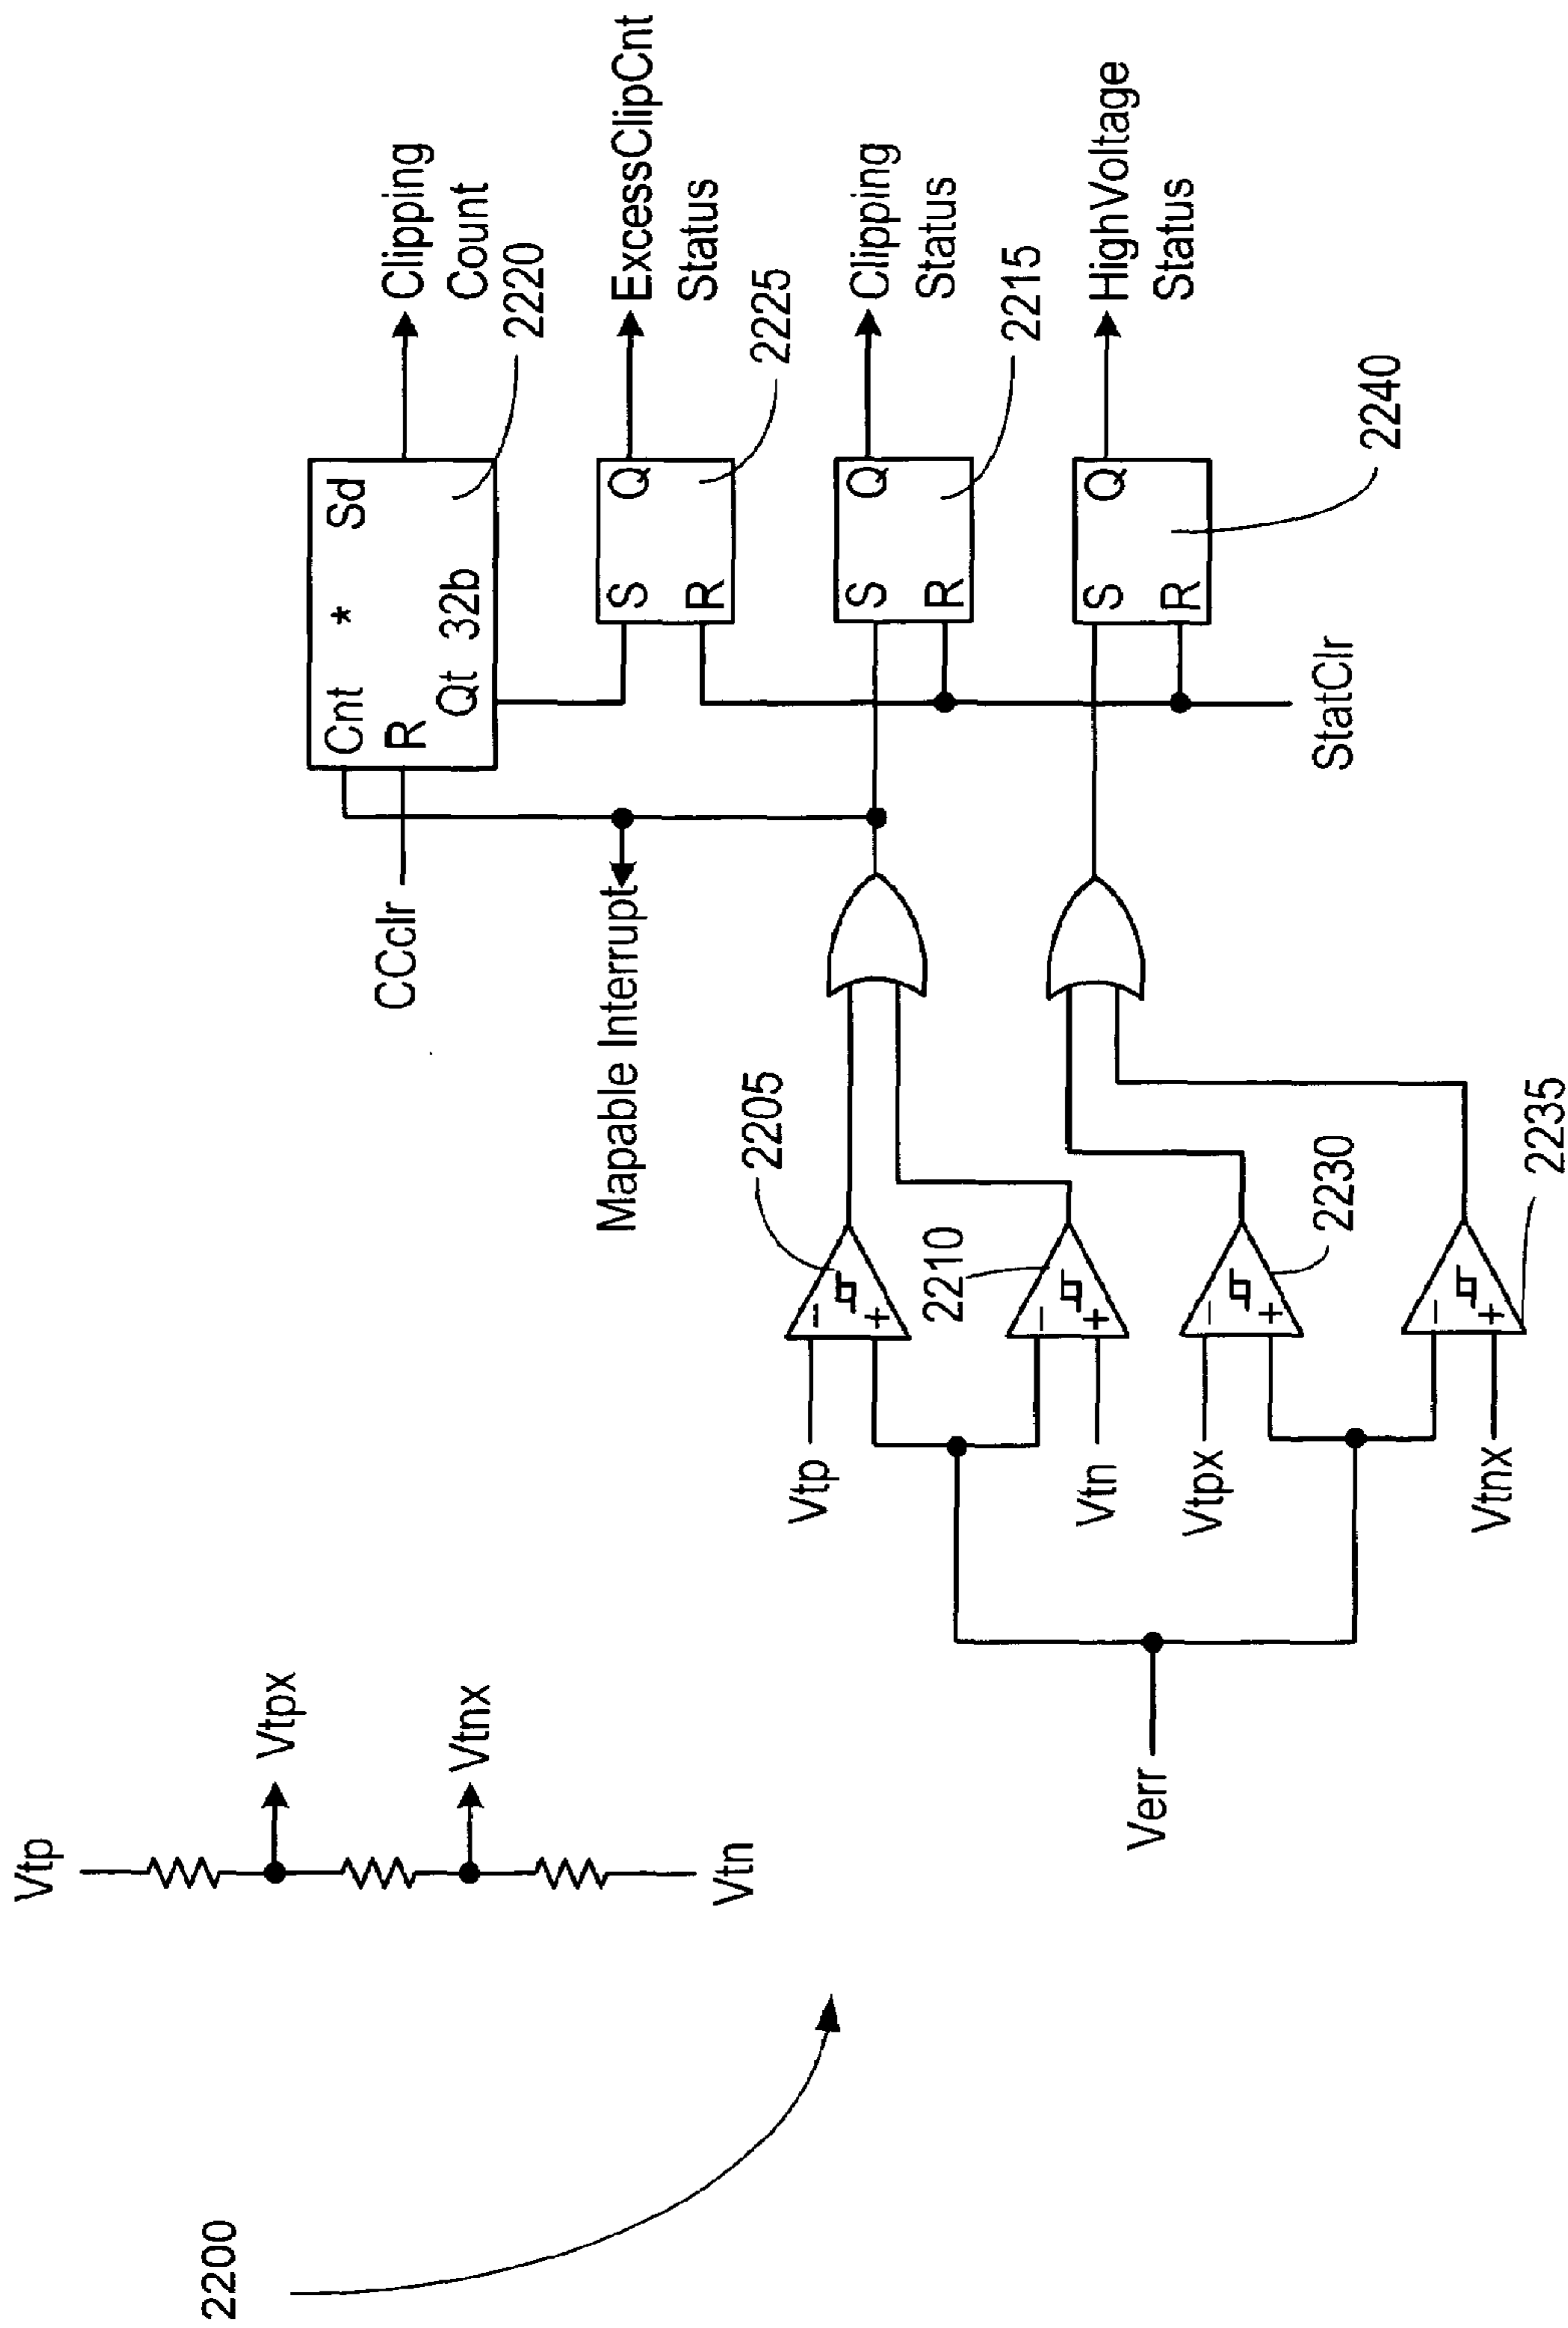 2200
Vtp
Vtpx
Vtnx
Vtn
Verr
Vtp
Vtn
Vtpx
Vtnx
-
+
-
+
-
+
-
+
2205
2210
2230
2235
Mapable Interrupt
CCclr
Cnt * Sd
R
Qt 32b
Clipping
Count
2220
S Q
R
ExcessClipCnt
Status
2225
S Q
R
Clipping
Status
2215
S Q
R
HighVoltage
Status
2240
StatClr